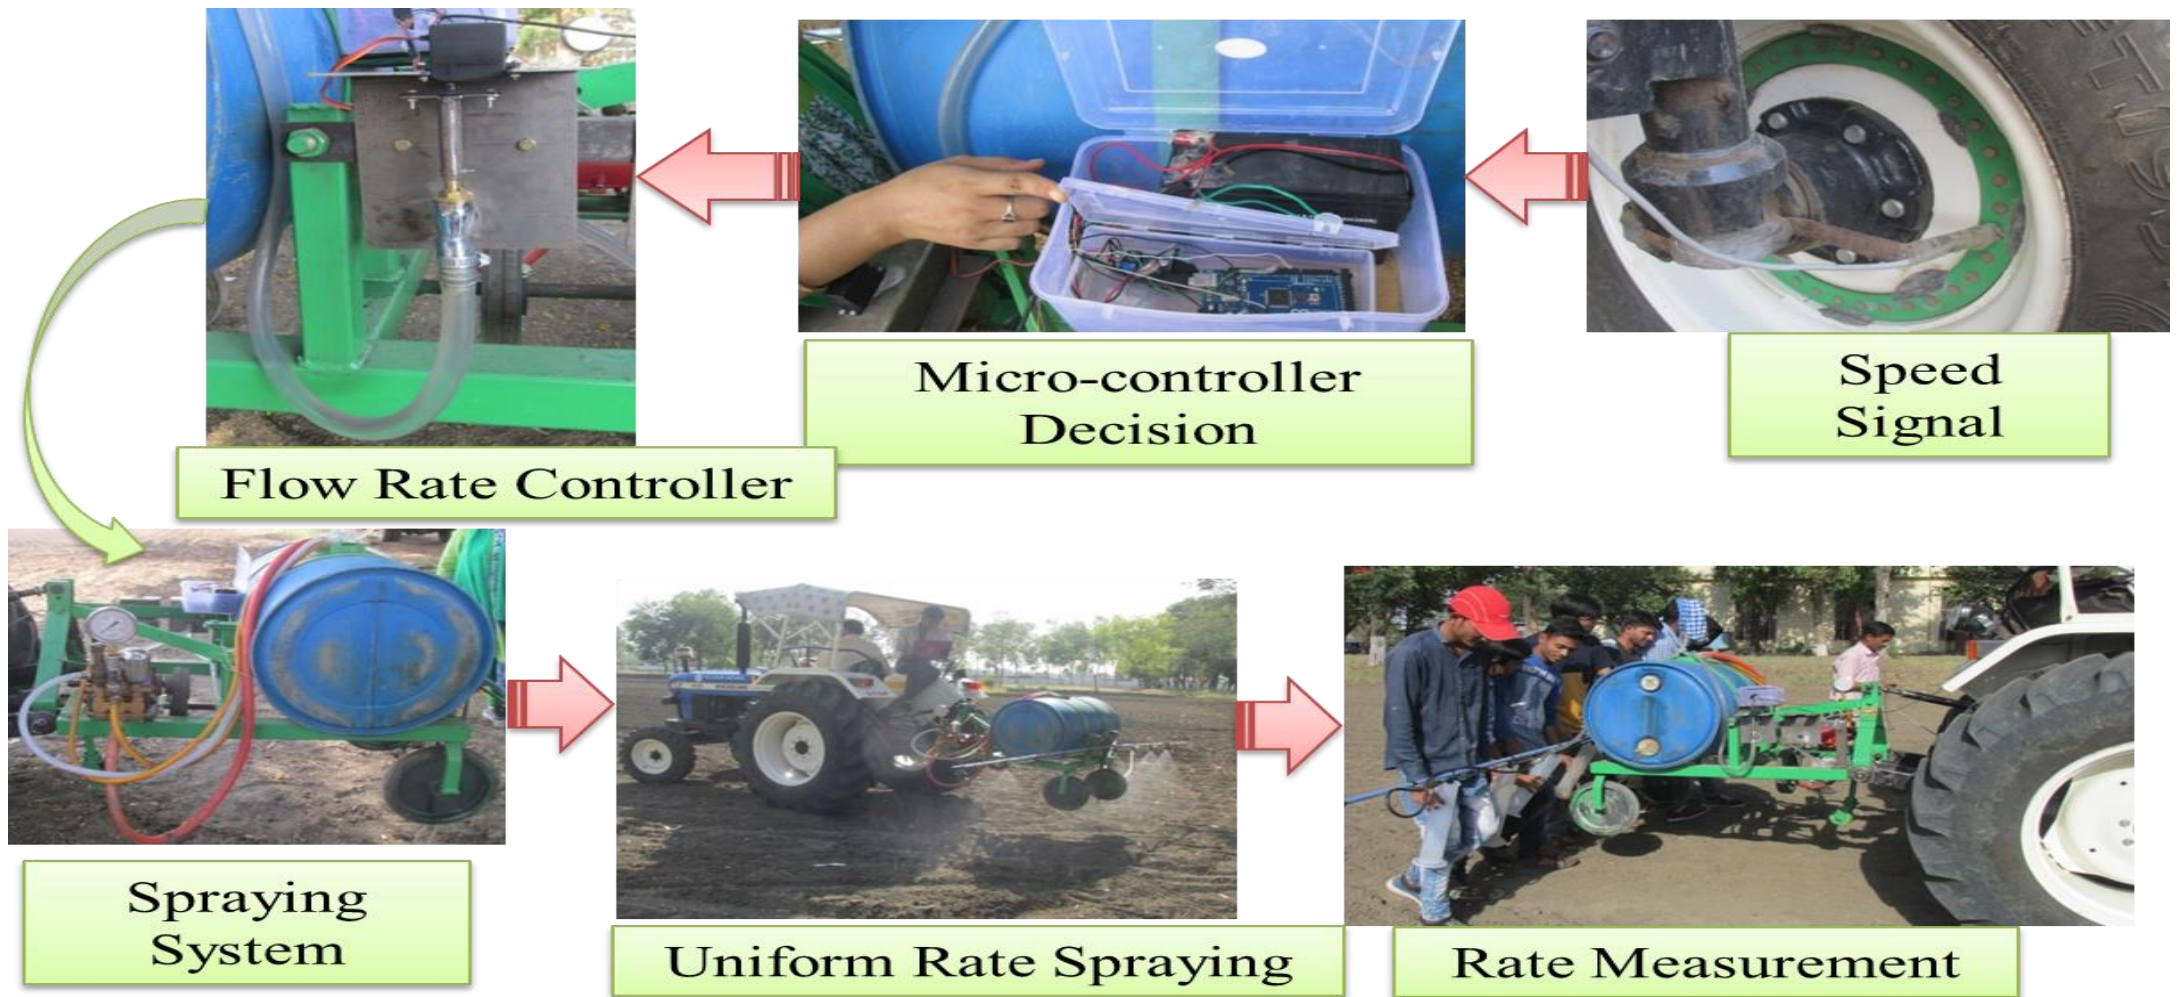 Micro-controller
Decision
Speed
Signal
Flow Rate Controller
Spraying
System
Uniform Rate Spraying
Rate Measurement